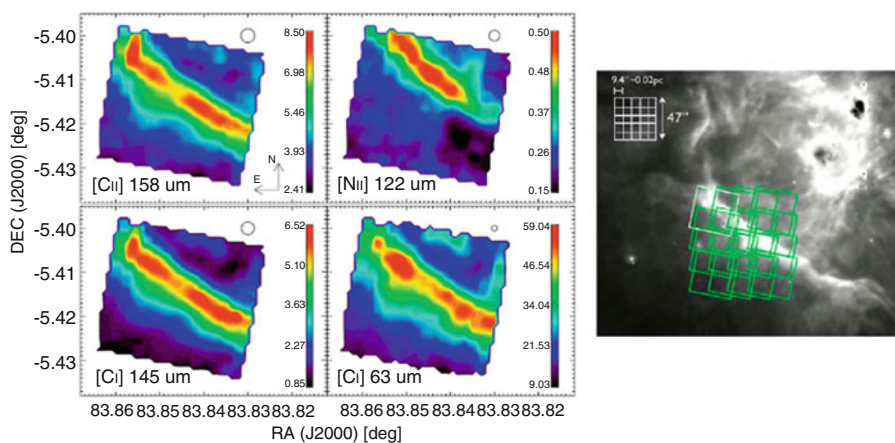 8.50
6.98
5.46
3.93
2.41
0.50
0.48
0.37
0.26
0.15
-5.40
-5.41
-5.42
-5.43
N
E
[CII] 158 um
[NII] 122 um
DEC (J2000) [deg]
6.52
5.10
3.63
2.27
0.85
59.04
46.54
34.04
21.53
9.03
-5.40
-5.41
-5.42
-5.43
[CI] 145 um
[CI] 63 um
83.86 83.85 83.84 83.83 83.82
83.86 83.85 83.84 83.83 83.82
RA (J2000) [deg]
9.4"~0.02pc
47"